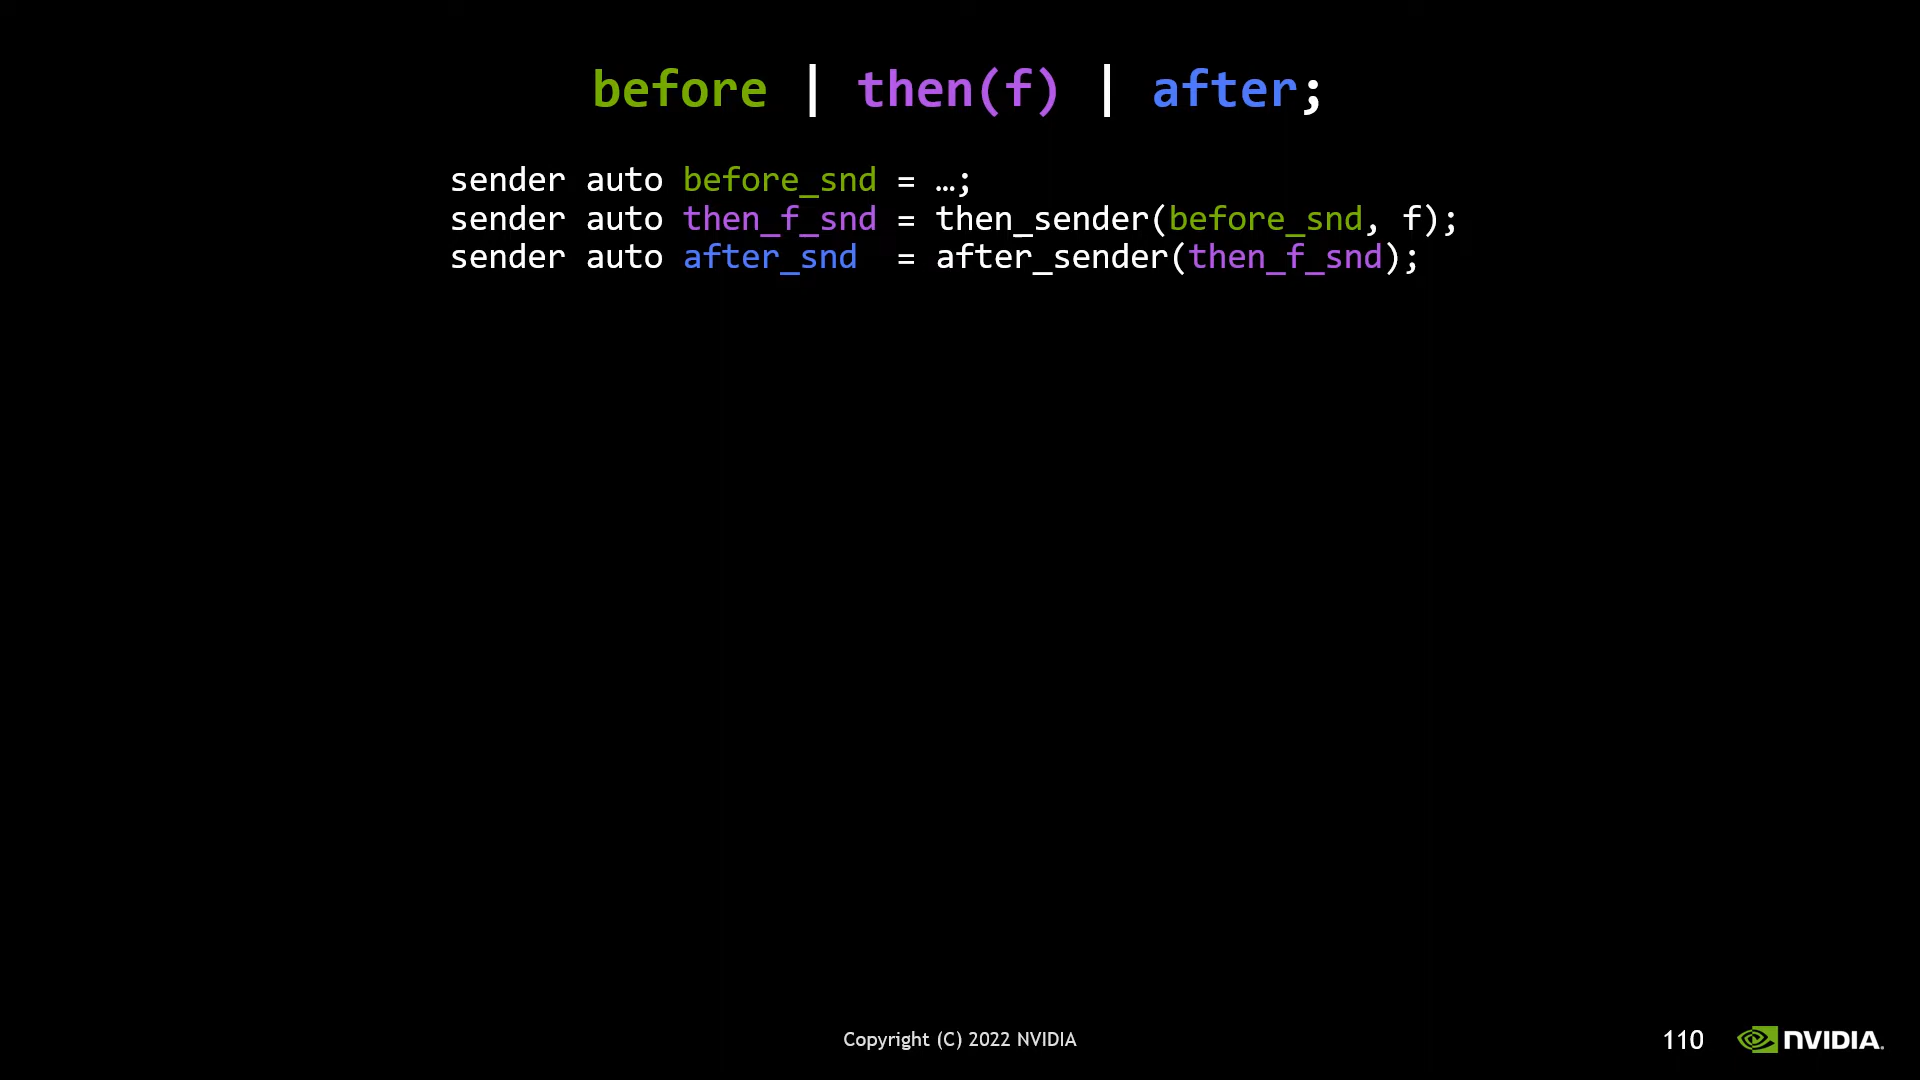 before | then(f) | after;
sender auto before_snd = …;
sender auto then_f_snd = then_sender(before_snd, f);
sender auto after_snd  = after_sender(then_f_snd);
Copyright (C) 2022 NVIDIA
110
NVIDIA.